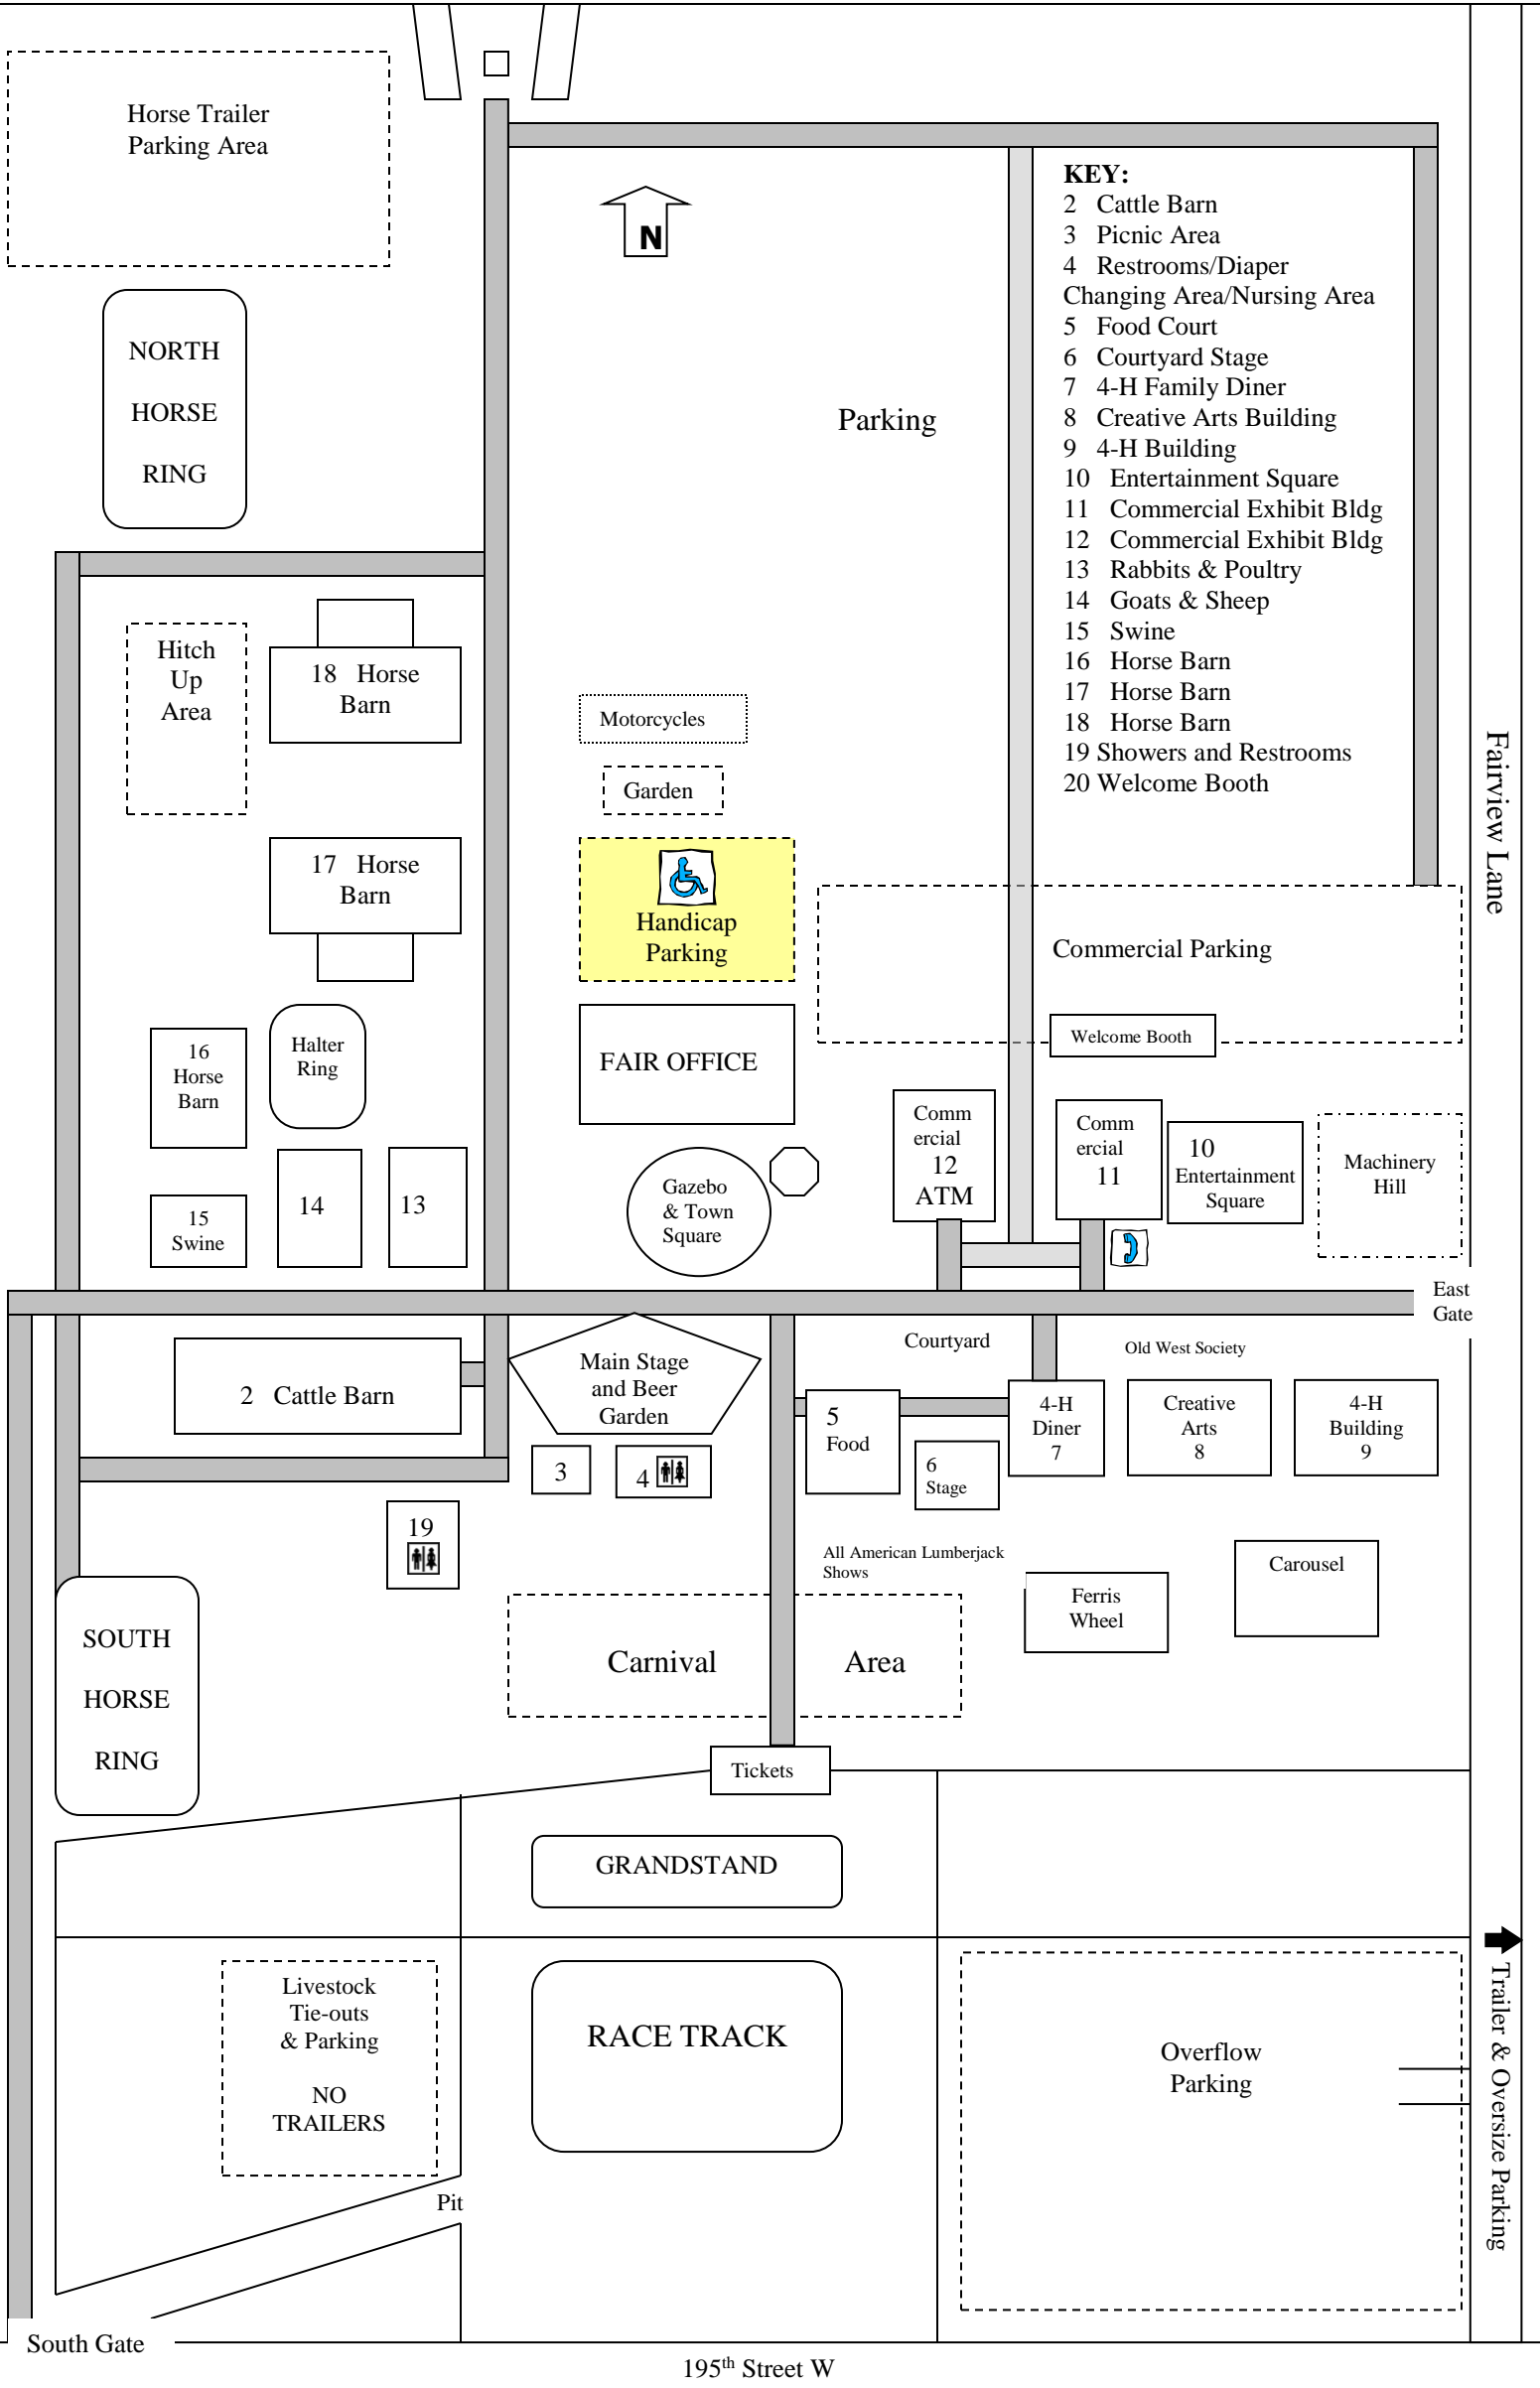 Horse Trailer
Parking Area
N
KEY:
2 Cattle Barn
3 Picnic Area
4 Restrooms/Diaper
Changing Area/Nursing Area
5 Food Court
6 Courtyard Stage
7 4-H Family Diner
8 Creative Arts Building
9 4-H Building
10 Entertainment Square
11 Commercial Exhibit Bldg
12 Commercial Exhibit Bldg
13 Rabbits & Poultry
14 Goats & Sheep
15 Swine
16 Horse Barn
17 Horse Barn
18 Horse Barn
19 Showers and Restrooms
20 Welcome Booth
NORTH
HORSE
RING
Parking
Hitch
Up
Area
18 Horse
Barn
Motorcycles
Garden
Fairview Lane
17 Horse
Barn
Handicap
Parking
Commercial Parking
Welcome Booth
16
Horse
Barn
Halter
Ring
FAIR OFFICE
Comm
ercial
12
ATM
Comm
ercial
11
10
Entertainment
Square
Machinery
Hill
15
Swine
14
13
Gazebo
& Town
Square
East
Gate
2 Cattle Barn
Main Stage
and Beer
Garden
Courtyard
Old West Society
5
Food
6
Stage
4-H
Diner
7
Creative
Arts
8
4-H
Building
9
3
4
19
All American Lumberjack
Shows
Ferris
Wheel
Carousel
SOUTH
HORSE
RING
Carnival Area
Tickets
GRANDSTAND
Livestock
Tie-outs
& Parking
NO
TRAILERS
RACE TRACK
Overflow
Parking
Trailer & Oversize Parking
Pit
South Gate
195th Street W